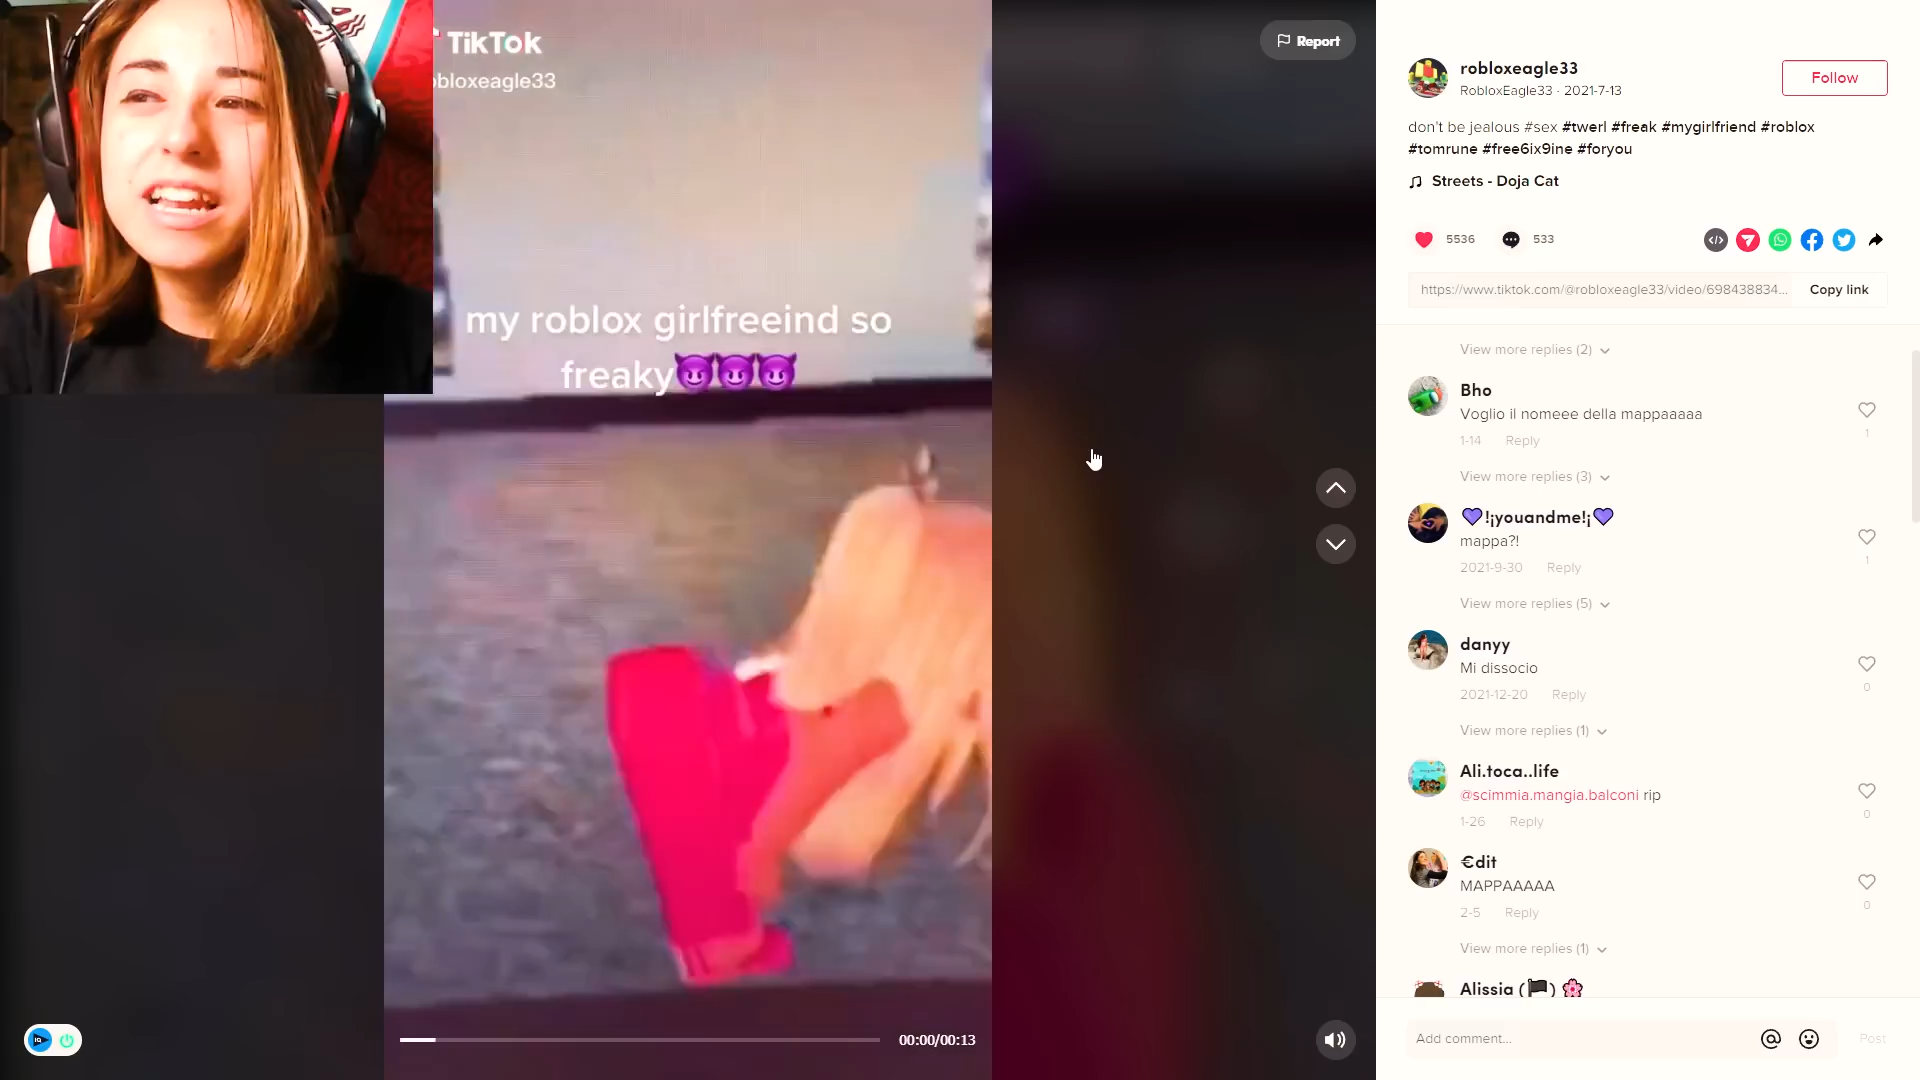 TikTok
obloxeagle33
my roblox girlfreeind so
freaky😈😈😈
00:00/00:13
Report
robloxeagle33
RobloxEagle33 · 2021-7-13
Follow
don't be jealous #sex #twerl #freak #mygirlfriend #roblox
#tomrune #free6ix9ine #foryou
Streets - Doja Cat
5536
533
https://www.tiktok.com/@robloxeagle33/video/698438834...
Copy link
View more replies (2)
Bho
Voglio il nomeee della mappaaaaa
1
1-14 Reply
View more replies (3)
💜!¡youandme!¡💜
mappa?!
1
2021-9-30 Reply
View more replies (5)
danyy
Mi dissocio
0
2021-12-20 Reply
View more replies (1)
Ali.toca..life
@scimmia.mangia.balconi rip
0
1-26 Reply
€dit
MAPPAAAAA
0
2-5 Reply
View more replies (1)
Alissia (🏴) 🌸
Add comment...
Post